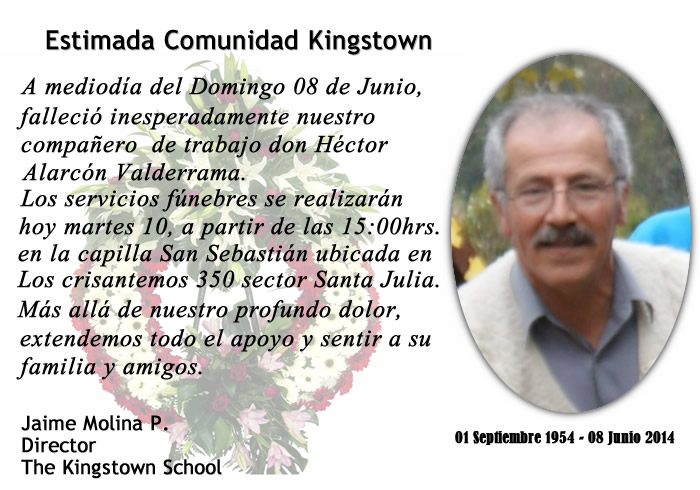 Estimada Comunidad Kingstown
A mediodía del Domingo 08 de Junio,
falleció inesperadamente nuestro
compañero de trabajo don Héctor
Alarcón Valderrama.
Los servicios fúnebres se realizarán
hoy martes 10, a partir de las 15:00hrs.
en la capilla San Sebastián ubicada en
Los crisantemos 350 sector Santa Julia.
Más allá de nuestro profundo dolor,
extendemos todo el apoyo y sentir a su
familia y amigos.
Jaime Molina P.
Director
The Kingstown School
01 Septiembre 1954 - 08 Junio 2014